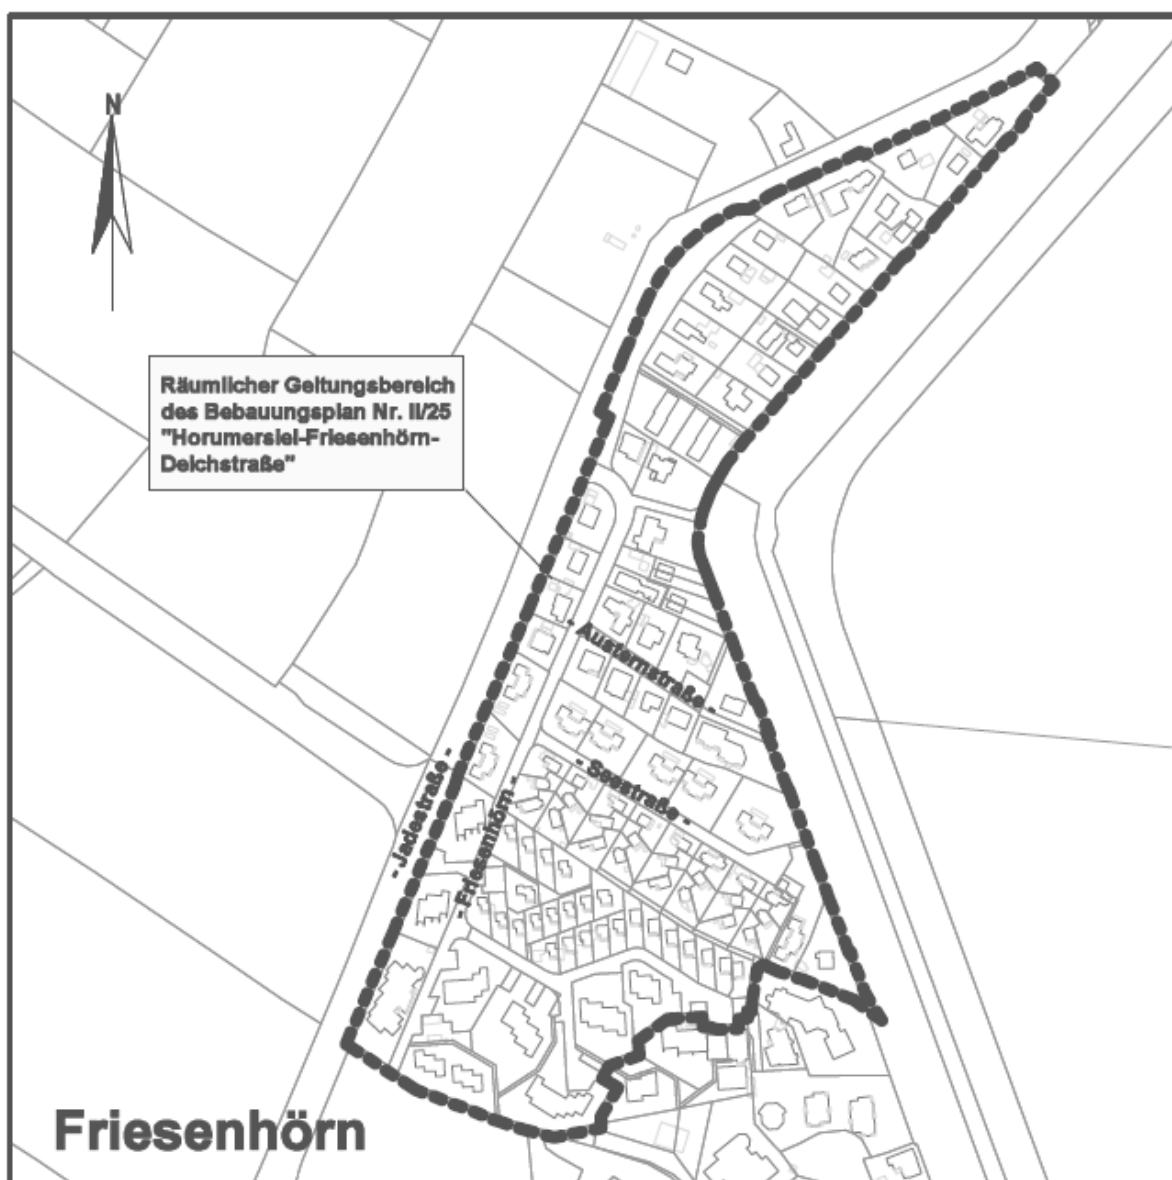 N
Räumlicher Geltungsbereich
des Bebauungsplan Nr. II/25
"Horumersiel-Friesenhörn-
Deichstraße"
- Austernstraße -
- Seestraße -
- Jadestraße -
- Friesenhörn -
Friesenhörn